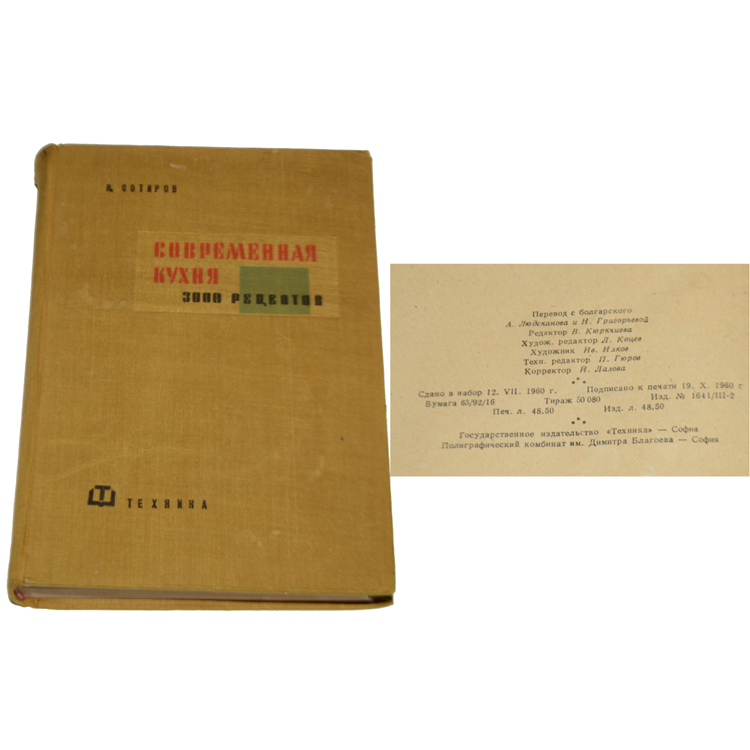 Н. СОТИРОВ
СОВРЕМЕННАЯ
КУХНЯ
3000 РЕЦЕПТОВ
Т
ТЕХНИКА
Перевод с болгарского
А. Людсканова и Н. Григорьевой
Редактор В. Кюркчиева
Худож. редактор Л. Кецев
Художник Ив. Илков
Техн. редактор П. Гюров
Корректор Й. Лалова
Сдано в набор 12. VII. 1960 г. Подписано к печати 19. X. 1960 г
Бумага 65/92/16 Тираж 50 080 Изд. № 1641/III-2
Печ. л. 48,50 Изд. л. 48,50
Государственное издательство «Техника» — София
Полиграфический комбинат им. Димитра Благоева — София